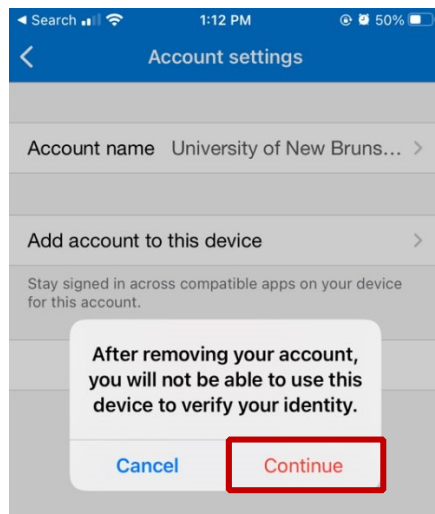 Search 1:12 PM 50%
Account settings
Account name University of New Bruns...
Add account to this device
Stay signed in across compatible apps on your device
for this account.
After removing your account,
you will not be able to use this
device to verify your identity.
Cancel Continue